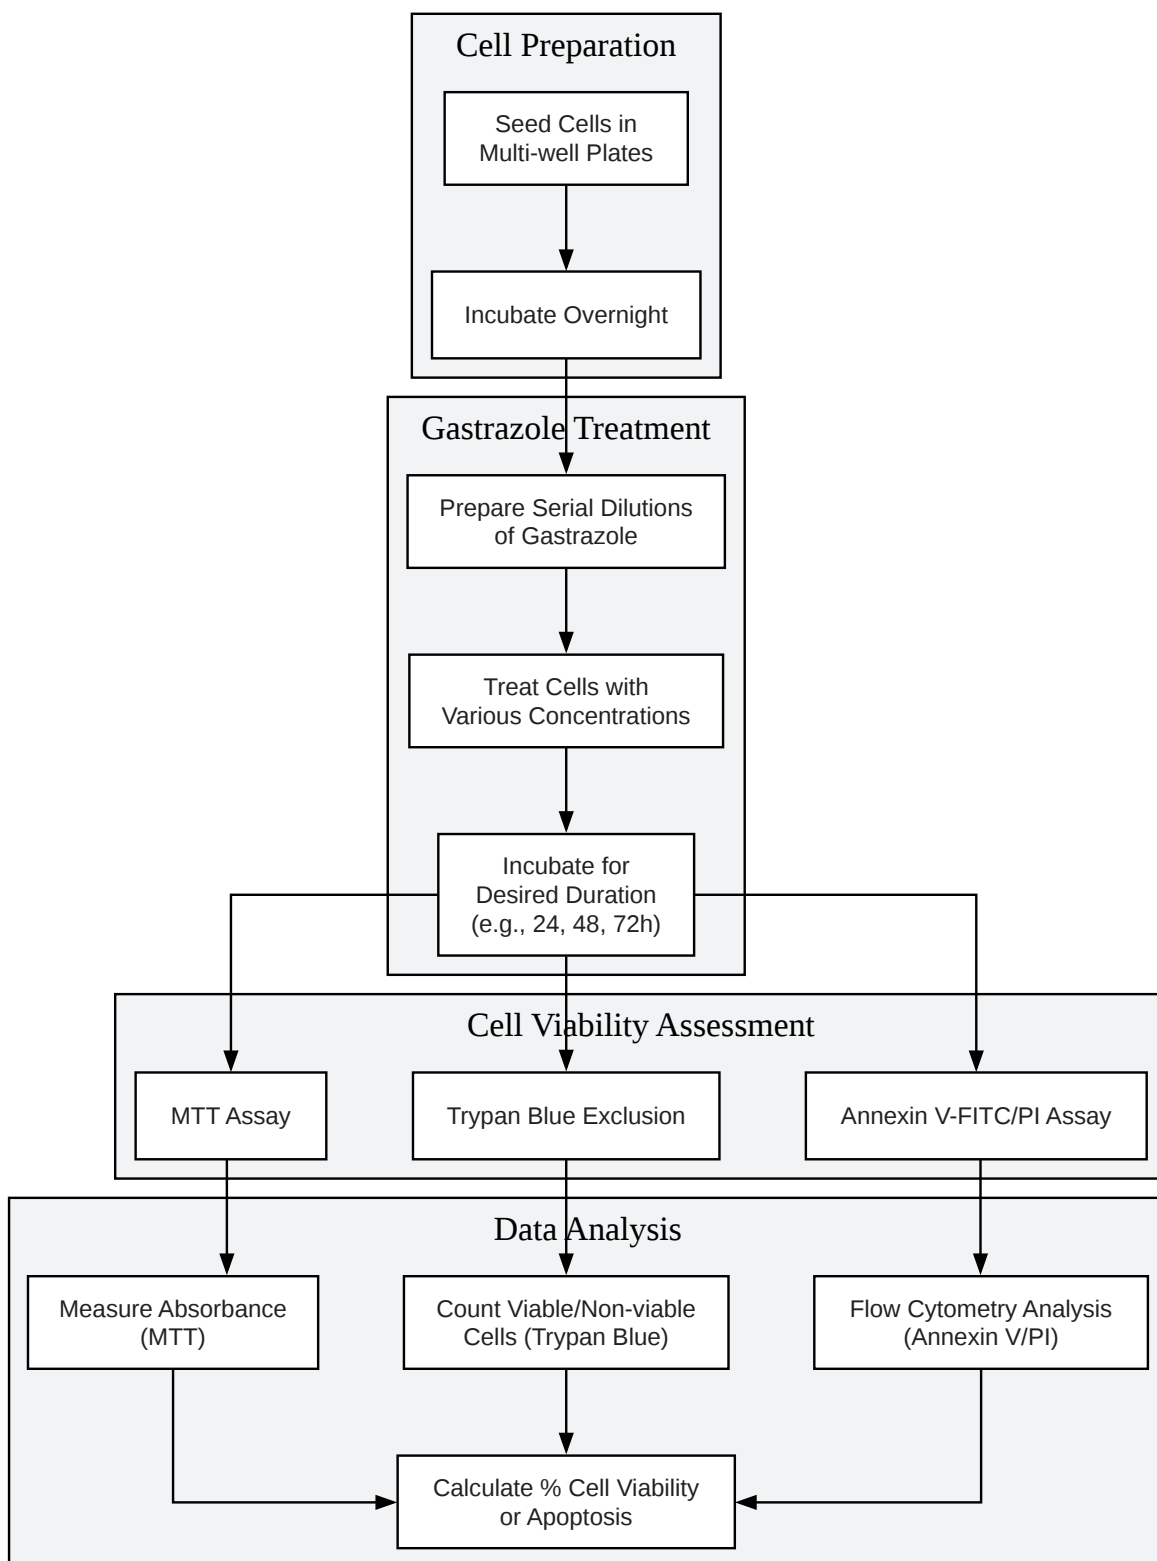 Cell Preparation
Seed Cells in
Multi-well Plates
Incubate Overnight
Gastrazole Treatment
Prepare Serial Dilutions
of Gastrazole
Treat Cells with
Various Concentrations
Incubate for
Desired Duration
(e.g., 24, 48, 72h)
Cell Viability Assessment
MTT Assay
Trypan Blue Exclusion
Annexin V-FITC/PI Assay
Data Analysis
Measure Absorbance
(MTT)
Count Viable/Non-viable
Cells (Trypan Blue)
Flow Cytometry Analysis
(Annexin V/PI)
Calculate % Cell Viability
or Apoptosis